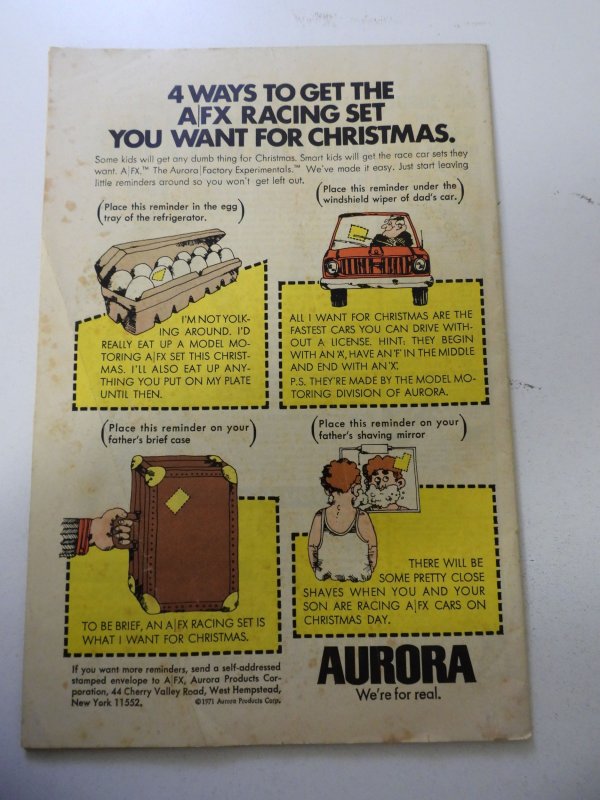 4 WAYS TO GET THE
A|FX RACING SET
YOU WANT FOR CHRISTMAS.
Some kids will get any dumb thing for Christmas. Smart kids will get the race car sets they
want. A|FX.™ The Aurora|Factory Experimentals.™ We've made it easy. Just start leaving
little reminders around so you won't get left out.
(Place this reminder in the egg
tray of the refrigerator.)
I'M NOT YOLK-
ING AROUND. I'D
REALLY EAT UP A MODEL MO-
TORING A|FX SET THIS CHRIST-
MAS. I'LL ALSO EAT UP ANY-
THING YOU PUT ON MY PLATE
UNTIL THEN.
(Place this reminder under the
windshield wiper of dad's car.)
ALL I WANT FOR CHRISTMAS ARE THE
FASTEST CARS YOU CAN DRIVE WITH-
OUT A LICENSE. HINT: THEY BEGIN
WITH AN 'A', HAVE AN 'F' IN THE MIDDLE
AND END WITH AN 'X'.
P.S. THEY'RE MADE BY THE MODEL MO-
TORING DIVISION OF AURORA.
(Place this reminder on your
father's brief case)
TO BE BRIEF, AN A|FX RACING SET IS
WHAT I WANT FOR CHRISTMAS.
(Place this reminder on your
father's shaving mirror)
THERE WILL BE
SOME PRETTY CLOSE
SHAVES WHEN YOU AND YOUR
SON ARE RACING A|FX CARS ON
CHRISTMAS DAY.
If you want more reminders, send a self-addressed
stamped envelope to A|FX, Aurora Products Cor-
poration, 44 Cherry Valley Road, West Hempstead,
New York 11552. ©1971 Aurora Products Corp.
AURORA
We're for real.